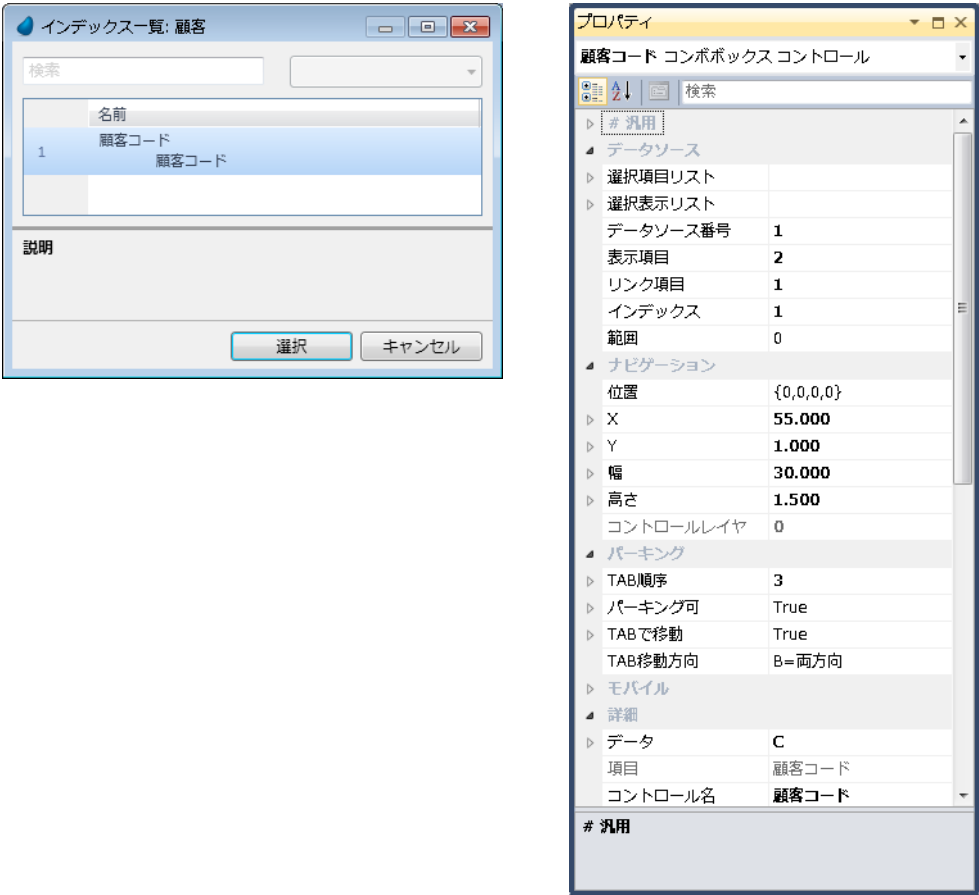 インデックス一覧: 顧客
検索
名前
1
顧客コード
顧客コード
説明
選択
キャンセル
プロパティ
顧客コード コンボボックス コントロール
検索
# 汎用
データソース
選択項目リスト
選択表示リスト
データソース番号 1
表示項目 2
リンク項目 1
インデックス 1
範囲 0
ナビゲーション
位置 {0,0,0,0}
X 55.000
Y 1.000
幅 30.000
高さ 1.500
コントロールレイヤ 0
パーキング
TAB順序 3
パーキング可 True
TABで移動 True
TAB移動方向 B=両方向
モバイル
詳細
データ C
項目 顧客コード
コントロール名 顧客コード
# 汎用